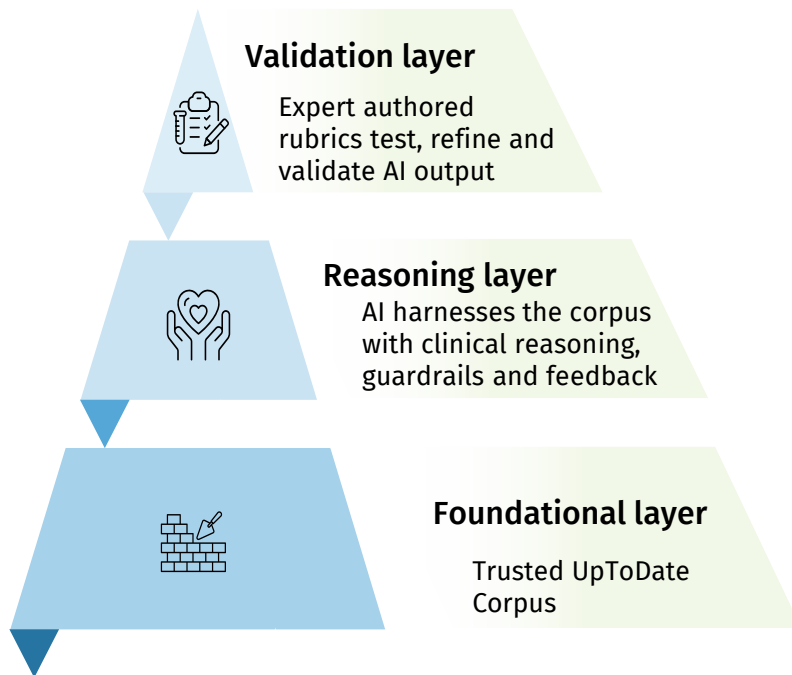 Validation layer
Expert authored
rubrics test, refine and
validate AI output
Reasoning layer
AI harnesses the corpus
with clinical reasoning,
guardrails and feedback
Foundational layer
Trusted UpToDate
Corpus